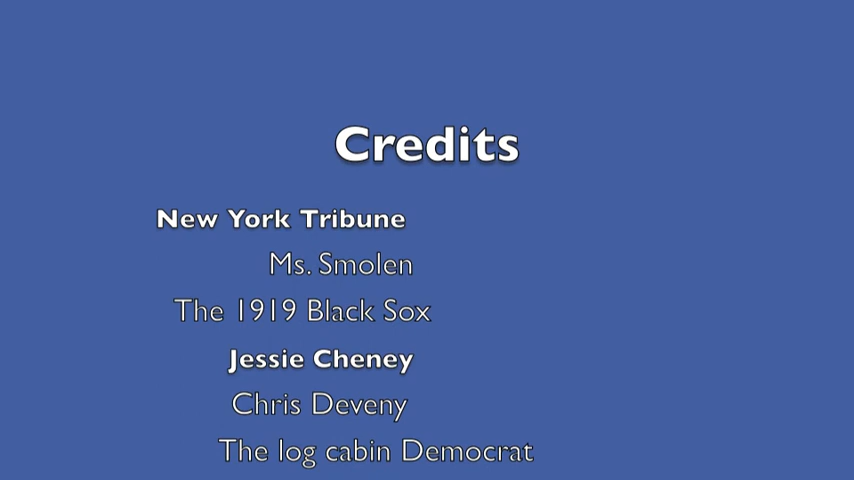 Credits
New York Tribune
Ms. Smolen
The 1919 Black Sox
Jessie Cheney
Chris Deveny
The log cabin Democrat